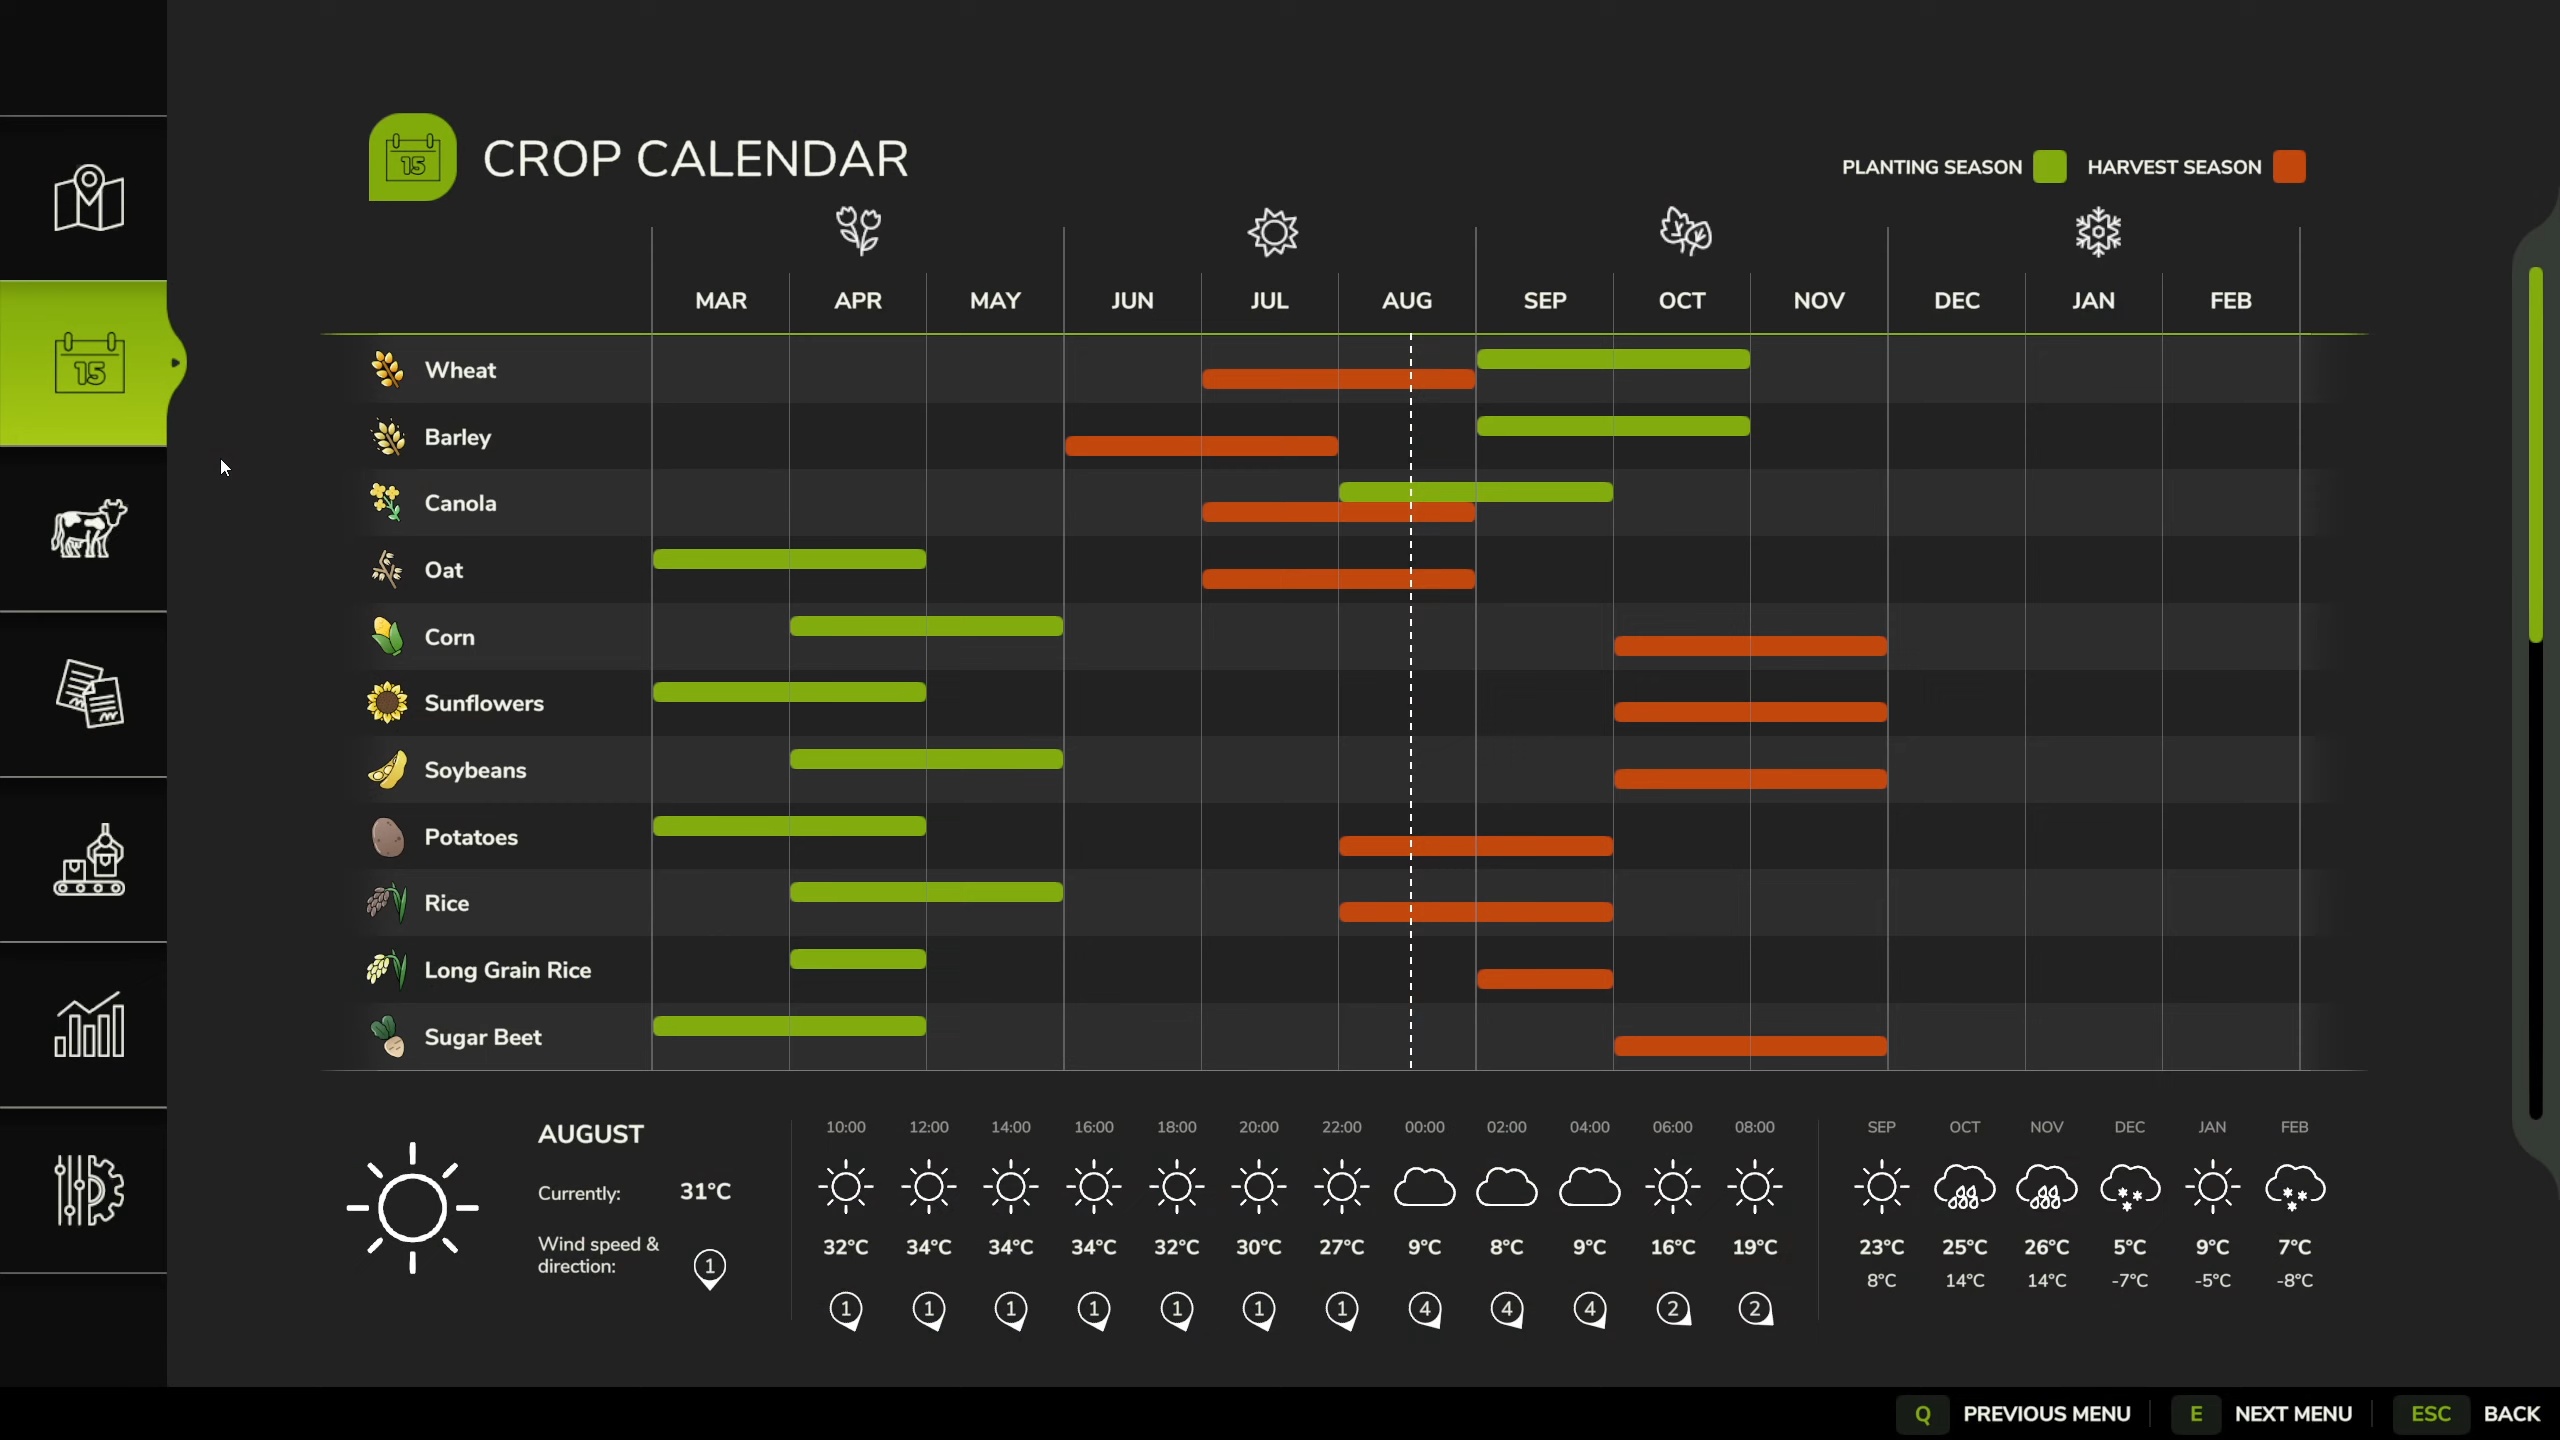 15 CROP CALENDAR
PLANTING SEASON HARVEST SEASON
MAR APR MAY JUN JUL AUG SEP OCT NOV DEC JAN FEB
15
Wheat
Barley
Canola
Oat
Corn
Sunflowers
Soybeans
Potatoes
Rice
Long Grain Rice
Sugar Beet
AUGUST
Currently: 31°C
Wind speed &
direction: 1
10:00 12:00 14:00 16:00 18:00 20:00 22:00 00:00 02:00 04:00 06:00 08:00
32°C 34°C 34°C 34°C 32°C 30°C 27°C 9°C 8°C 9°C 16°C 19°C
1 1 1 1 1 1 1 4 4 4 2 2
SEP OCT NOV DEC JAN FEB
23°C 25°C 26°C 5°C 9°C 7°C
8°C 14°C 14°C -7°C -5°C -8°C
Q PREVIOUS MENU E NEXT MENU ESC BACK